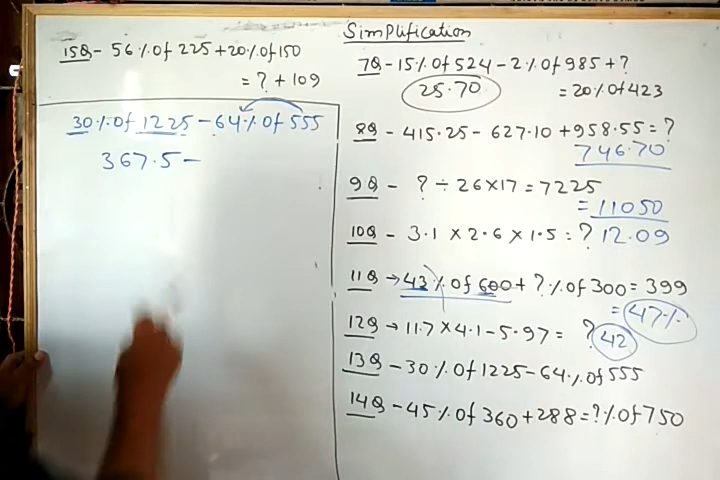 15Q- 56%.of 225+20%.of 150
= ? + 109
30%.of 1225-64%.of 555
367.5-
Simplification
7Q-15%.of 524-2%.of 985+?
25.70 =20%.of 423
8Q - 415.25- 627.10 +958.55=?
746.70
9Q - ? ÷ 26×17=7225
= 11050
10Q - 3.1 × 2.6 × 1.5 = ? 12.09
11Q → 43%.of 600+?%.of 300=399
= 47%
12Q → 11.7×4.1-5.97= ? 42
13Q - 30%.of 1225-64%.of 555
14Q - 45%.of 360+288=?%.of 750